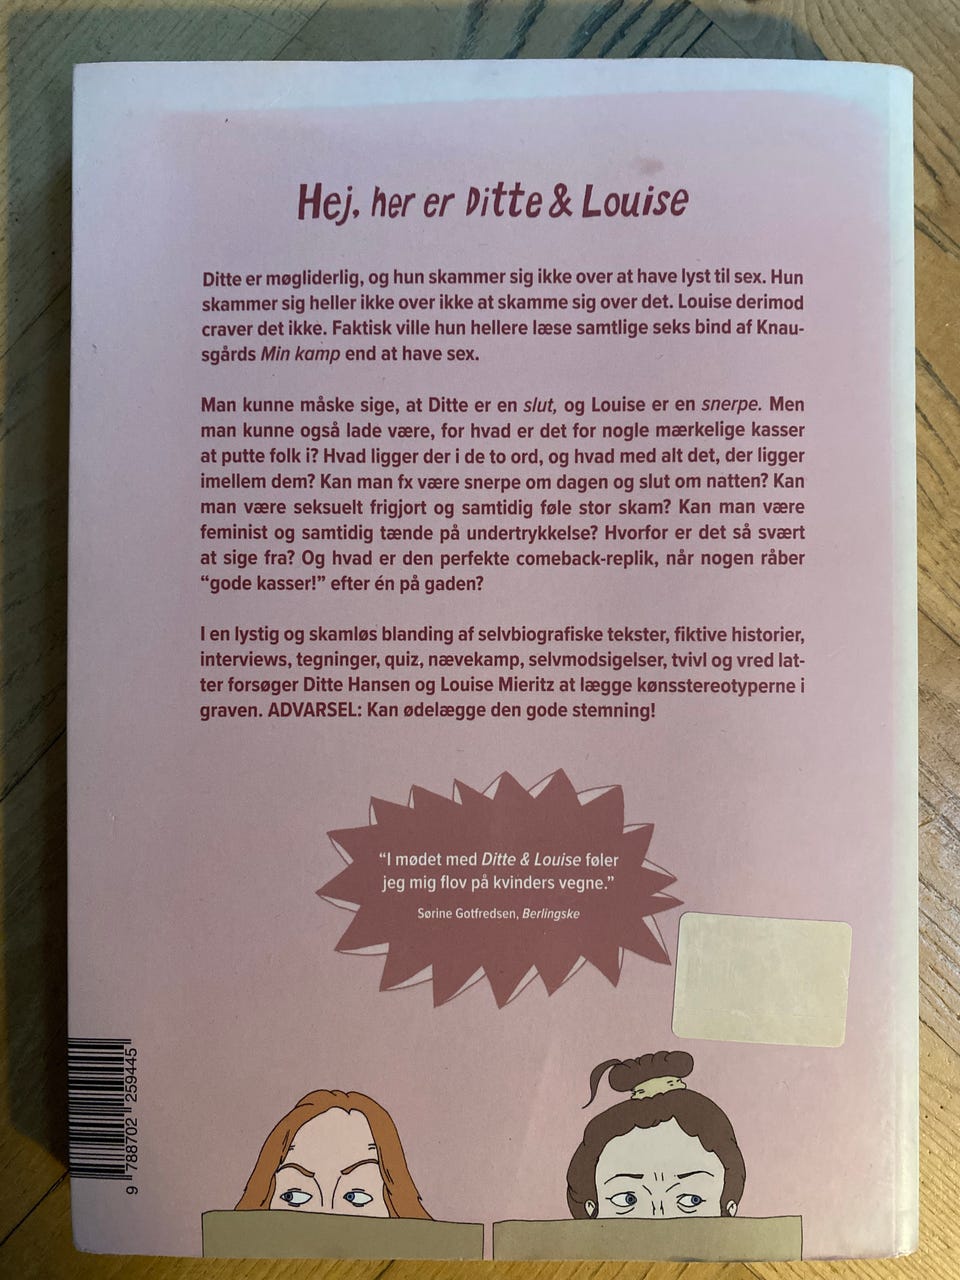 Hej, her er Ditte & Louise
Ditte er møgliderlig, og hun skammer sig ikke over at have lyst til sex. Hun
skammer sig heller ikke over ikke at skamme sig over det. Louise derimod
craver det ikke. Faktisk ville hun hellere læse samtlige seks bind af Knau-
sgårds Min kamp end at have sex.
Man kunne måske sige, at Ditte er en slut, og Louise er en snerpe. Men
man kunne også lade være, for hvad er det for nogle mærkelige kasser
at putte folk i? Hvad ligger der i de to ord, og hvad med alt det, der ligger
imellem dem? Kan man fx være snerpe om dagen og slut om natten? Kan
man være seksuelt frigjort og samtidig føle stor skam? Kan man være
feminist og samtidig tænde på undertrykkelse? Hvorfor er det så svært
at sige fra? Og hvad er den perfekte comeback-replik, når nogen råber
“gode kasser!” efter én på gaden?
I en lystig og skamløs blanding af selvbiografiske tekster, fiktive historier,
interviews, tegninger, quiz, nævekamp, selvmodsigelser, tvivl og vred lat-
ter forsøger Ditte Hansen og Louise Mieritz at lægge kønsstereotyperne i
graven. ADVARSEL: Kan ødelægge den gode stemning!
“I mødet med Ditte & Louise føler
jeg mig flov på kvinders vegne.”
Sørine Gotfredsen, Berlingske
9 788702 259445